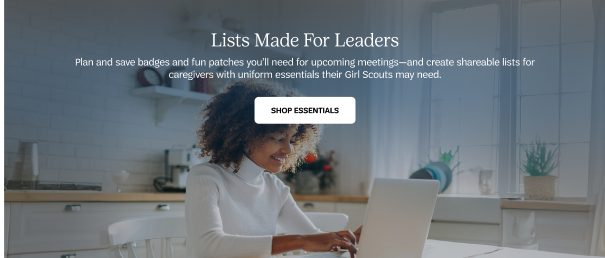 Lists Made For Leaders
Plan and save badges and fun patches you'll need for upcoming meetings—and create shareable lists for
caregivers with uniform essentials their Girl Scouts may need.
SHOP ESSENTIALS